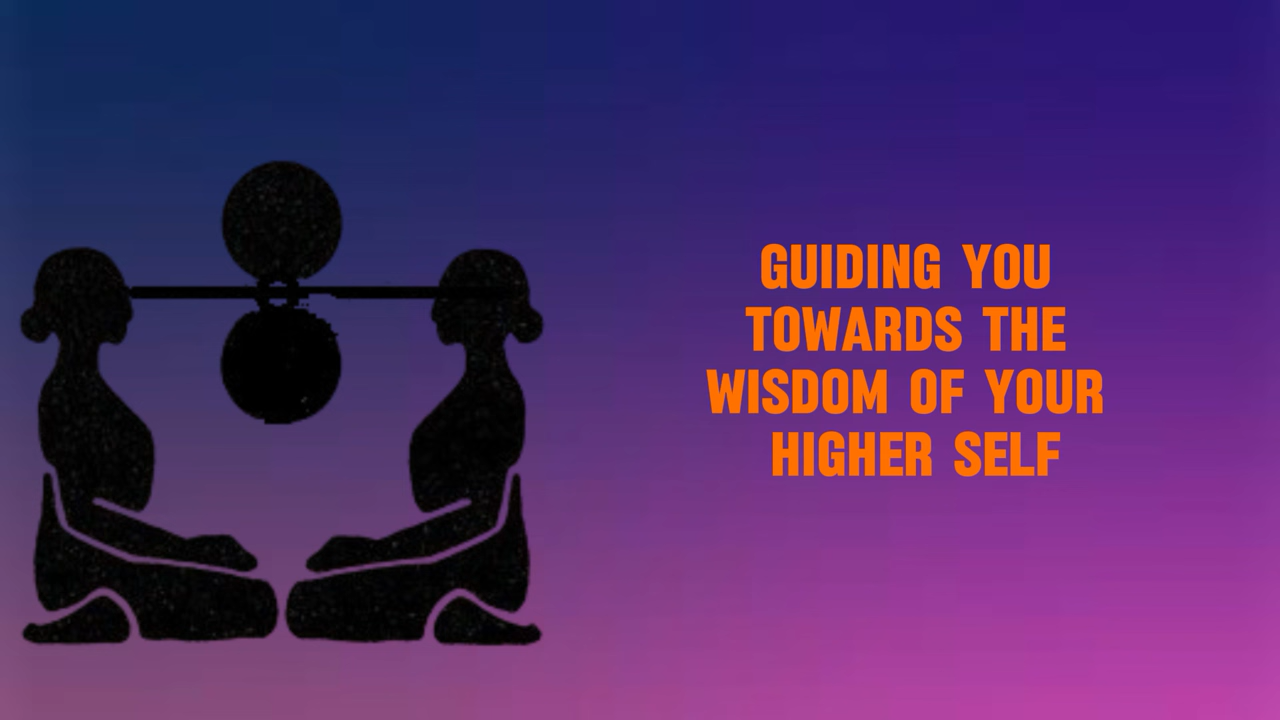 GUIDING YOU
TOWARDS THE
WISDOM OF YOUR
HIGHER SELF